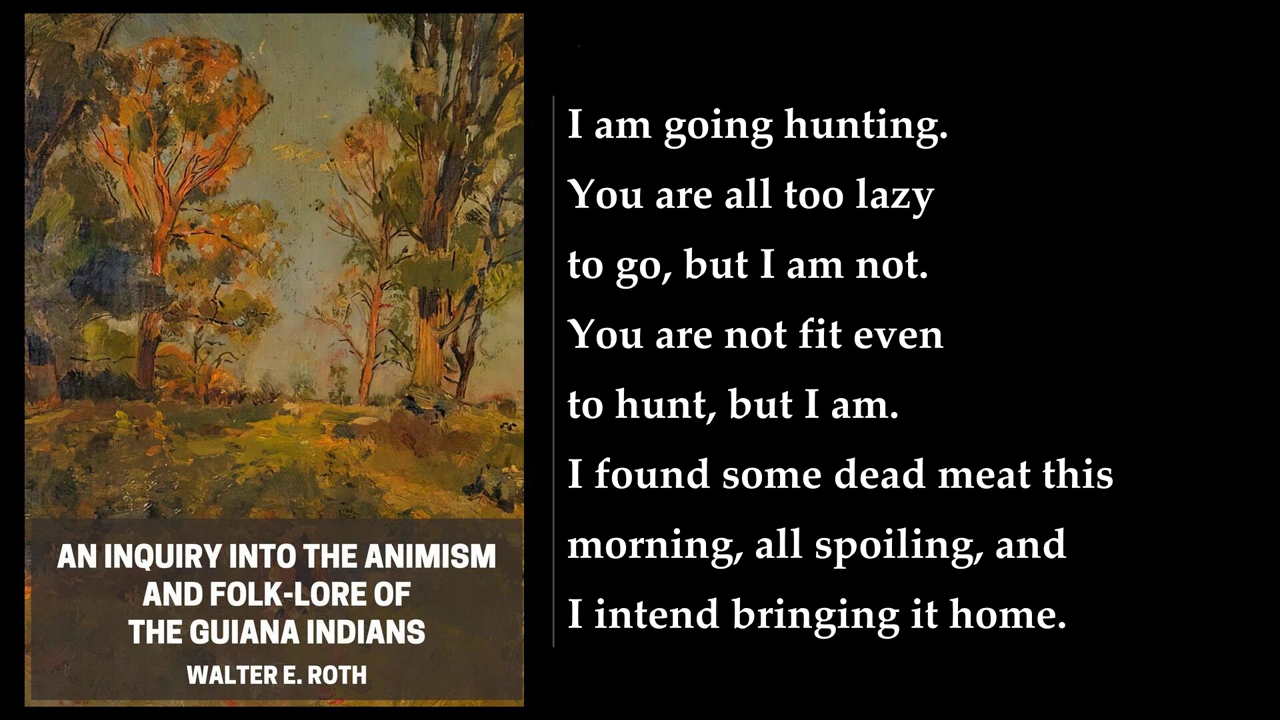 AN INQUIRY INTO THE ANIMISM
AND FOLK-LORE OF
THE GUIANA INDIANS
WALTER E. ROTH
I am going hunting.
You are all too lazy
to go, but I am not.
You are not fit even
to hunt, but I am.
I found some dead meat this
morning, all spoiling, and
I intend bringing it home.